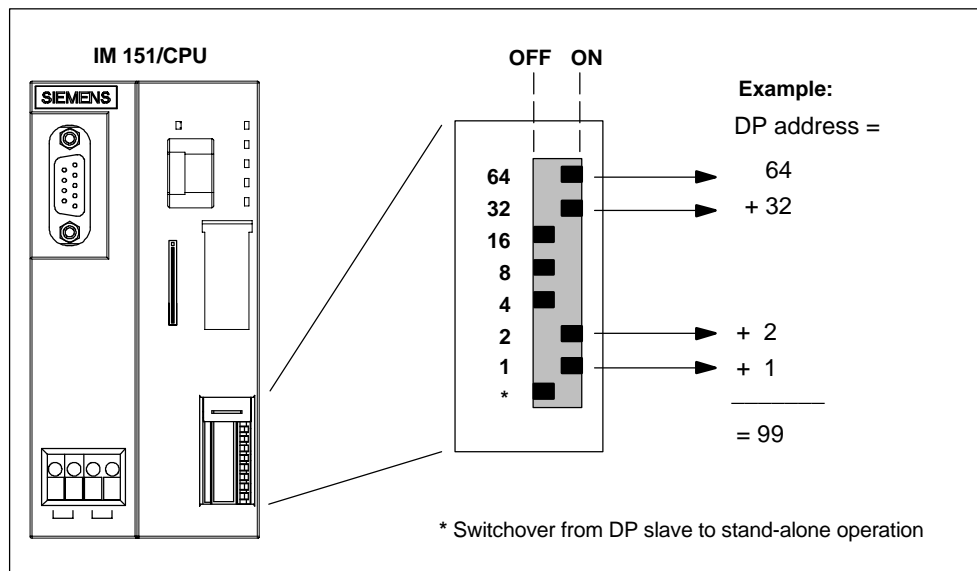 IM 151/CPU
SIEMENS
OFF ON
64
32
16
8
4
2
1
*
Example:
DP address =
64
+ 32
+ 2
+ 1
= 99
* Switchover from DP slave to stand-alone operation